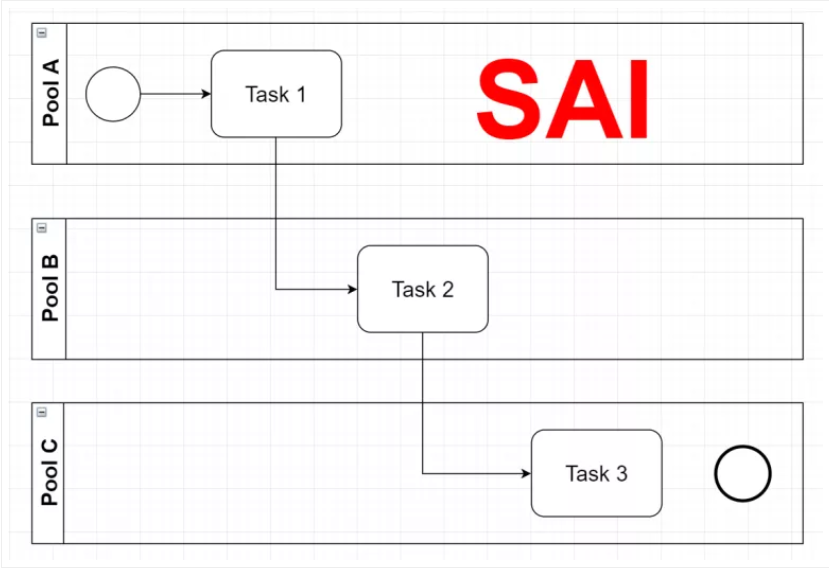 Pool A
Task 1
SAI
Pool B
Task 2
Pool C
Task 3